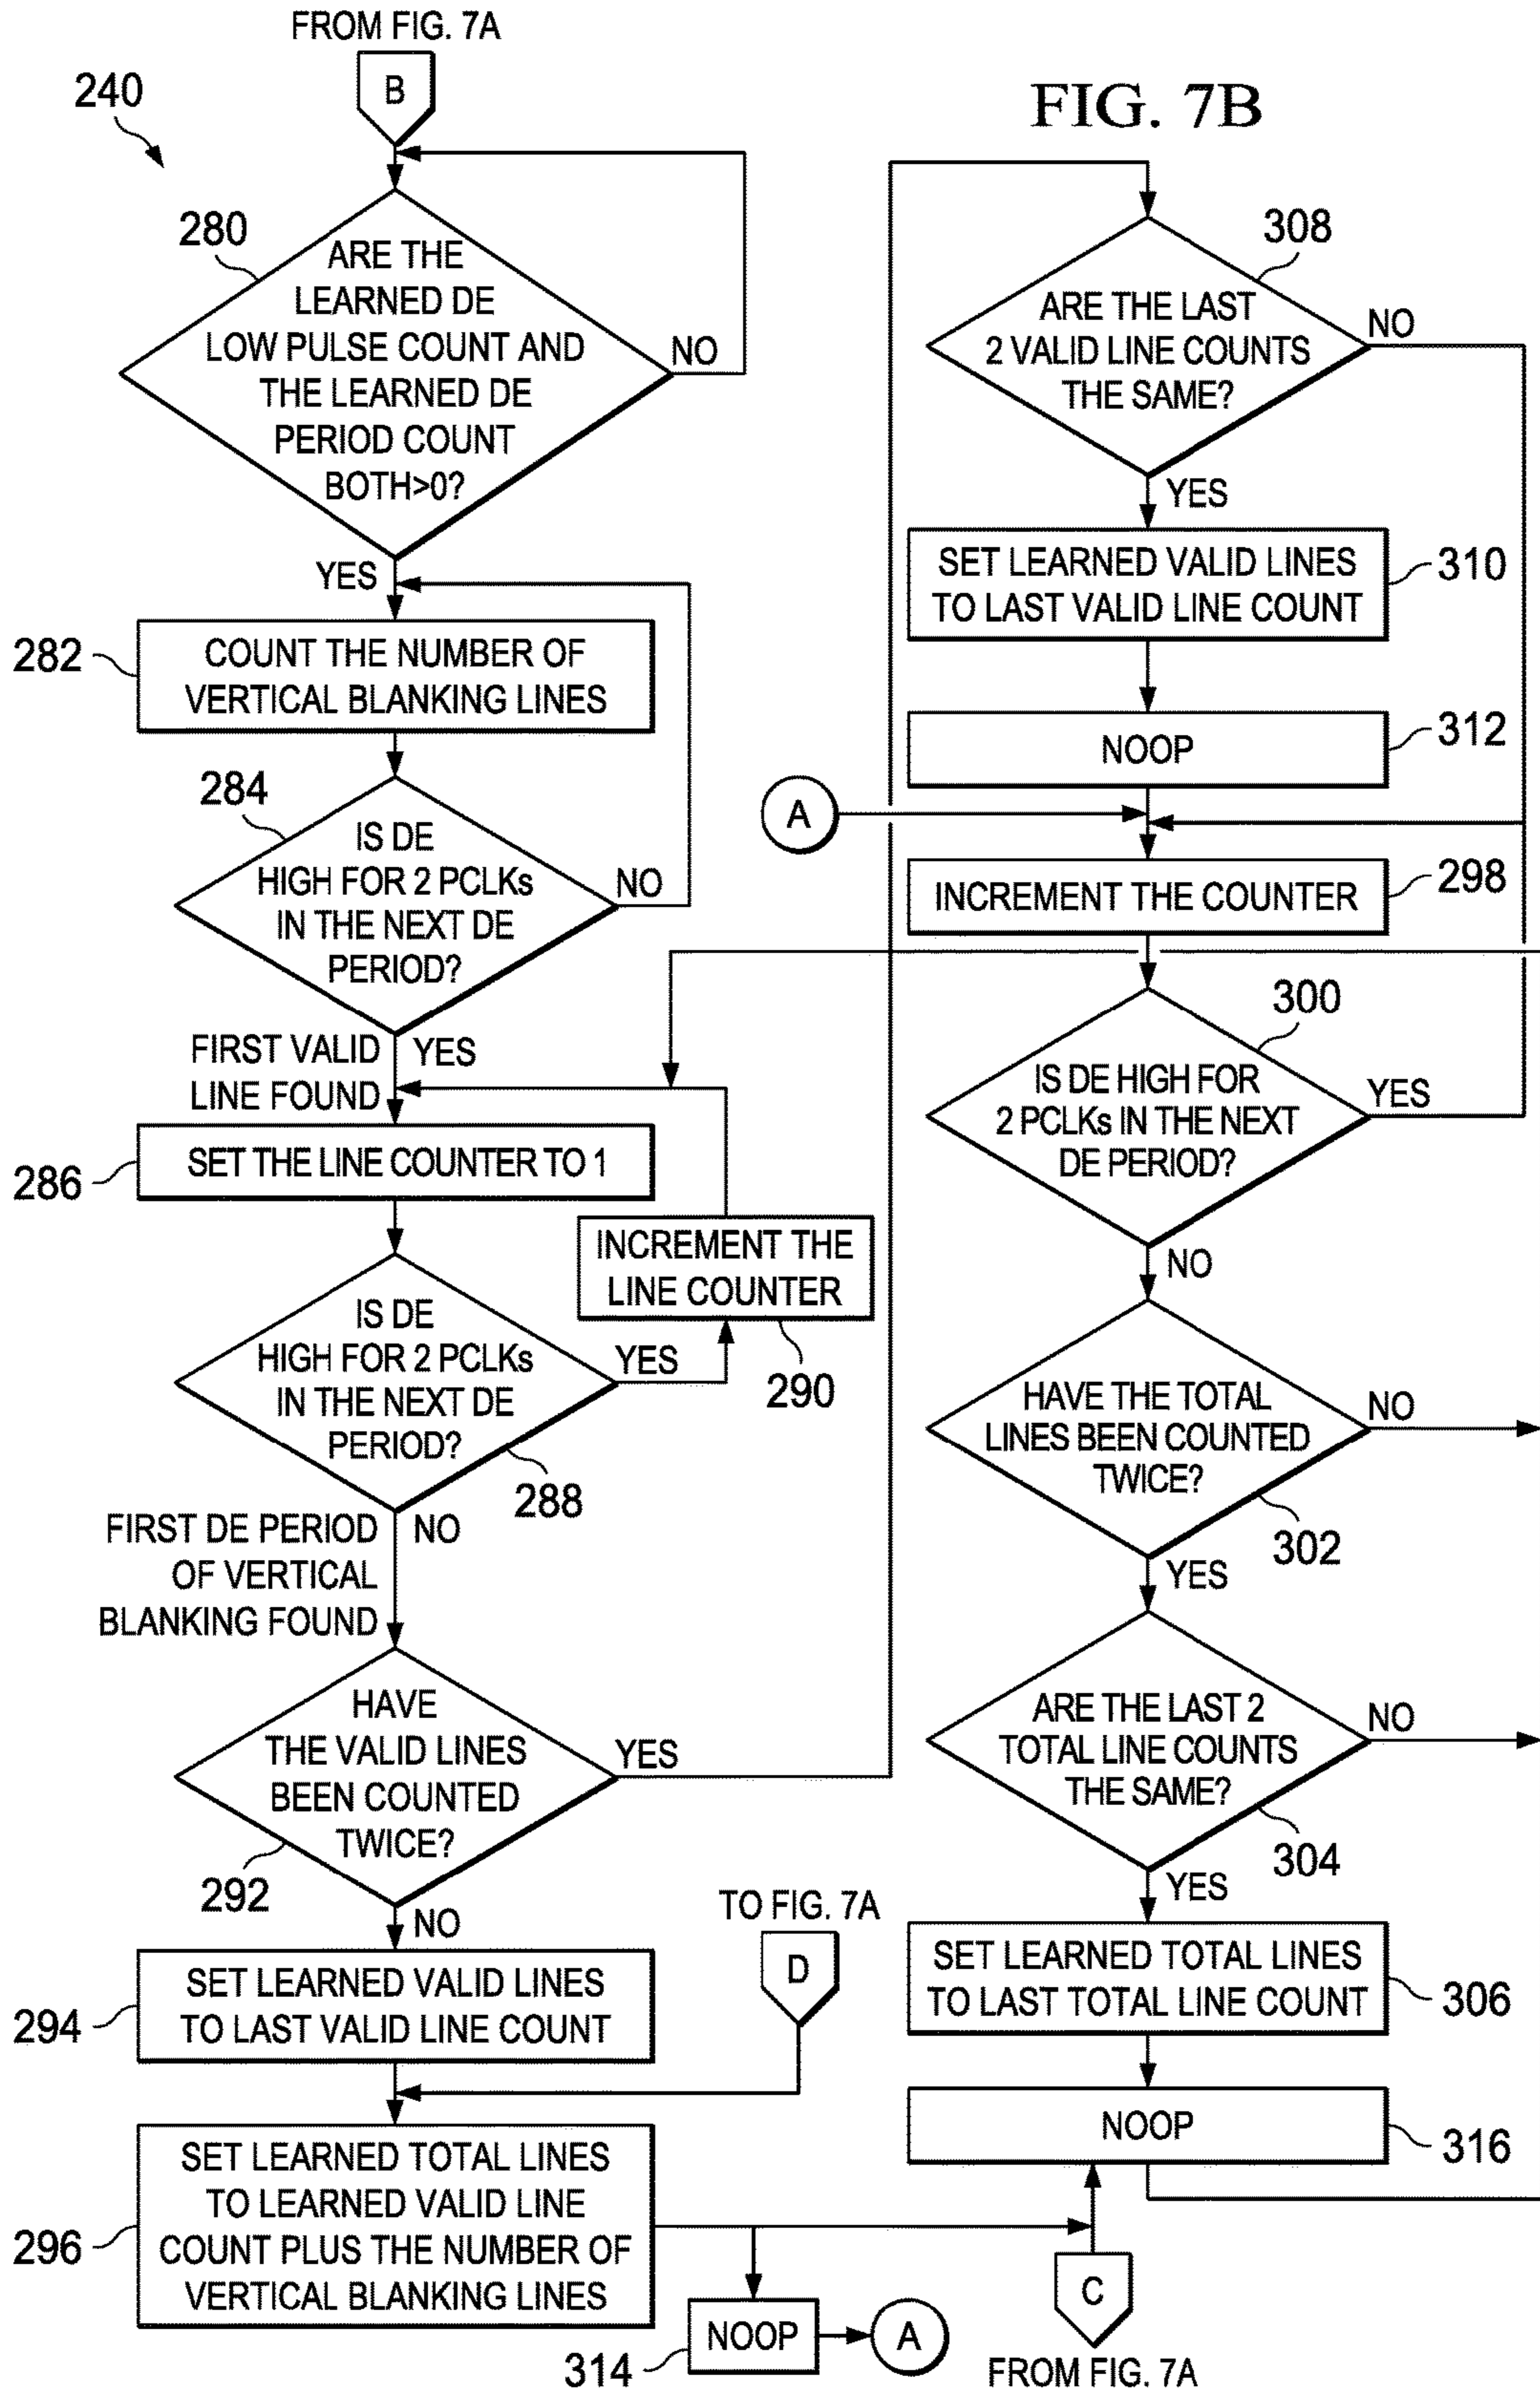 FROM FIG. 7A
B
240
FIG. 7B
280
ARE THE
LEARNED DE
LOW PULSE COUNT AND
THE LEARNED DE
PERIOD COUNT
BOTH>0?
NO
YES
282
COUNT THE NUMBER OF
VERTICAL BLANKING LINES
284
IS DE
HIGH FOR 2 PCLKs
IN THE NEXT DE
PERIOD?
NO
FIRST VALID
LINE FOUND
YES
286
SET THE LINE COUNTER TO 1
INCREMENT THE
LINE COUNTER
290
IS DE
HIGH FOR 2 PCLKs
IN THE NEXT DE
PERIOD?
YES
288
FIRST DE PERIOD
OF VERTICAL
BLANKING FOUND
NO
HAVE
THE VALID LINES
BEEN COUNTED
TWICE?
YES
292
NO
294
SET LEARNED VALID LINES
TO LAST VALID LINE COUNT
TO FIG. 7A
D
296
SET LEARNED TOTAL LINES
TO LEARNED VALID LINE
COUNT PLUS THE NUMBER OF
VERTICAL BLANKING LINES
NOOP
314
A
308
ARE THE LAST
2 VALID LINE COUNTS
THE SAME?
NO
YES
SET LEARNED VALID LINES
TO LAST VALID LINE COUNT
310
NOOP
312
A
INCREMENT THE COUNTER
298
300
IS DE HIGH FOR
2 PCLKs IN THE NEXT
DE PERIOD?
YES
NO
HAVE THE TOTAL
LINES BEEN COUNTED
TWICE?
NO
302
YES
ARE THE LAST 2
TOTAL LINE COUNTS
THE SAME?
NO
304
YES
SET LEARNED TOTAL LINES
TO LAST TOTAL LINE COUNT
306
NOOP
316
C
FROM FIG. 7A